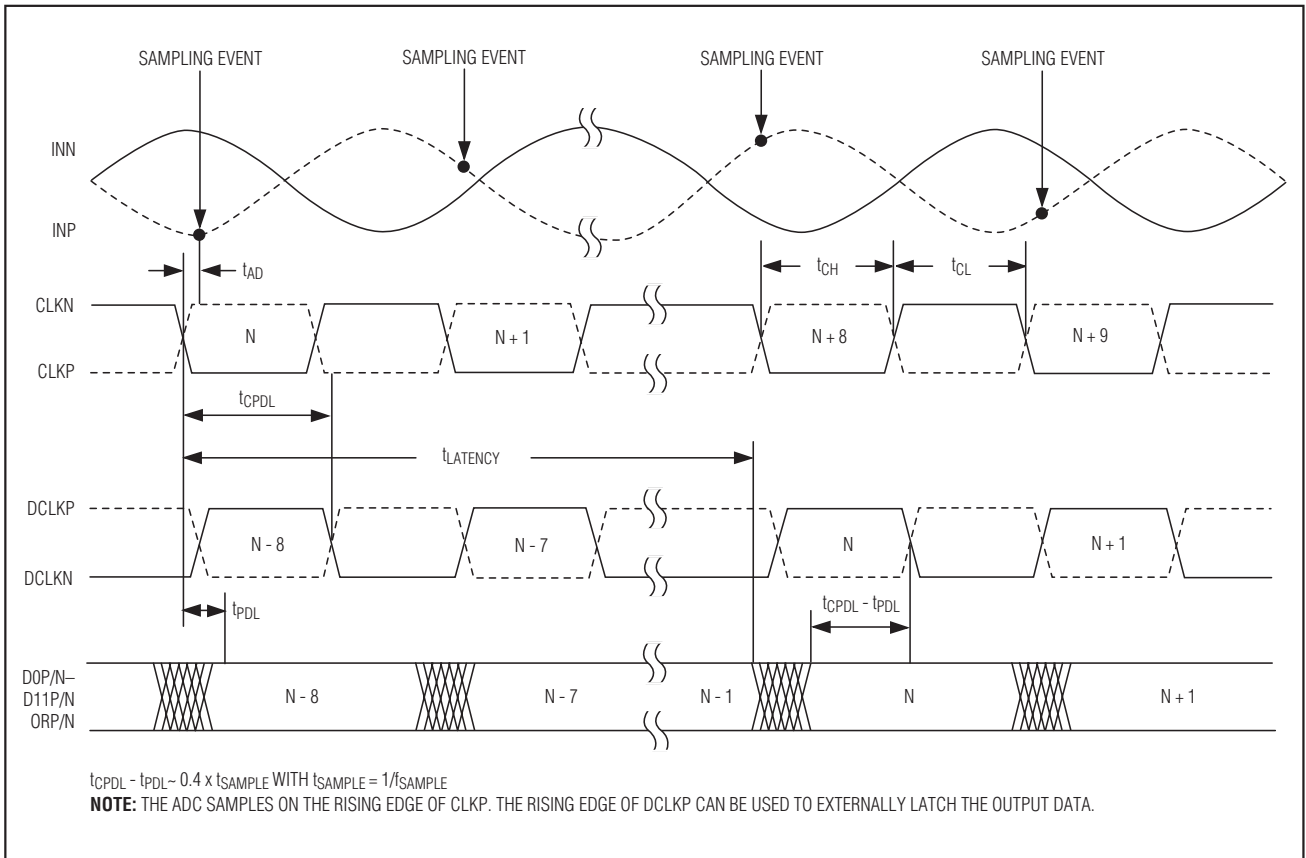 SAMPLING EVENT SAMPLING EVENT SAMPLING EVENT SAMPLING EVENT
INN
INP
tAD
tCH
tCL
CLKN
N
N + 1
N + 8
N + 9
CLKP
tCPDL
tLATENCY
DCLKP
N - 8
N - 7
N
N + 1
DCLKN
tPDL
tCPDL - tPDL
D0P/N–
D11P/N
ORP/N
N - 8
N - 7
N - 1
N
N + 1
tCPDL - tPDL ~ 0.4 x tSAMPLE WITH tSAMPLE = 1/fSAMPLE
NOTE: THE ADC SAMPLES ON THE RISING EDGE OF CLKP. THE RISING EDGE OF DCLKP CAN BE USED TO EXTERNALLY LATCH THE OUTPUT DATA.